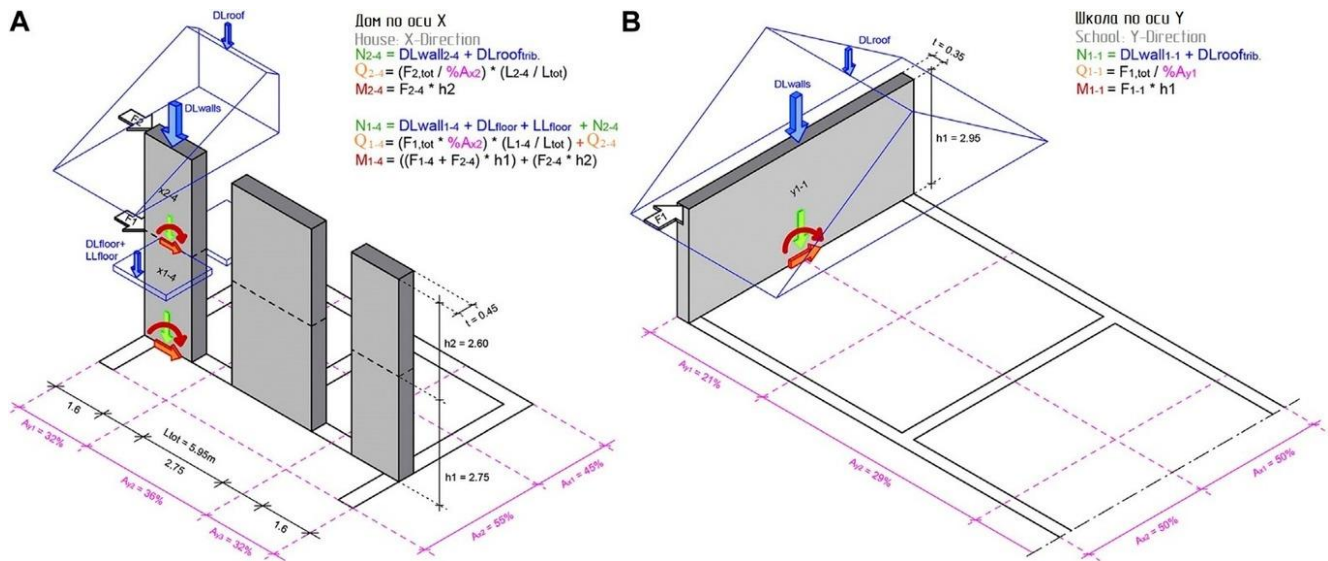 A
DLroof
Дом по оси X
House: X-Direction
N2-4 = DLwall2-4 + DLrooftrib.
Q2-4 = (F2,tot / %Ax2) * (L2-4 / Ltot)
M2-4 = F2-4 * h2
N1-4 = DLwall1-4 + DLfloor + LLfloor + N2-4
Q1-4 = (F1,tot * %Ax2) * (L1-4 / Ltot) + Q2-4
M1-4 = ((F1-4 + F2-4) * h1) + (F2-4 * h2)
DLwalls
F2
x2-4
F1
DLfloor+
LLfloor
x1-4
t = 0.45
h2 = 2.60
h1 = 2.75
1.6
Ltot = 5.95m
2.75
1.6
Ay1 = 32%
Ay2 = 36%
Ay3 = 32%
Ax1 = 45%
Ax2 = 55%
B
DLroof
Школа по оси Y
School: Y-Direction
N1-1 = DLwall1-1 + DLrooftrib.
Q1-1 = F1,tot / %Ay1
M1-1 = F1-1 * h1
t = 0.35
DLwalls
h1 = 2.95
y1-1
F1
Ay1 = 21%
Ay2 = 29%
Ax1 = 50%
Ax2 = 50%